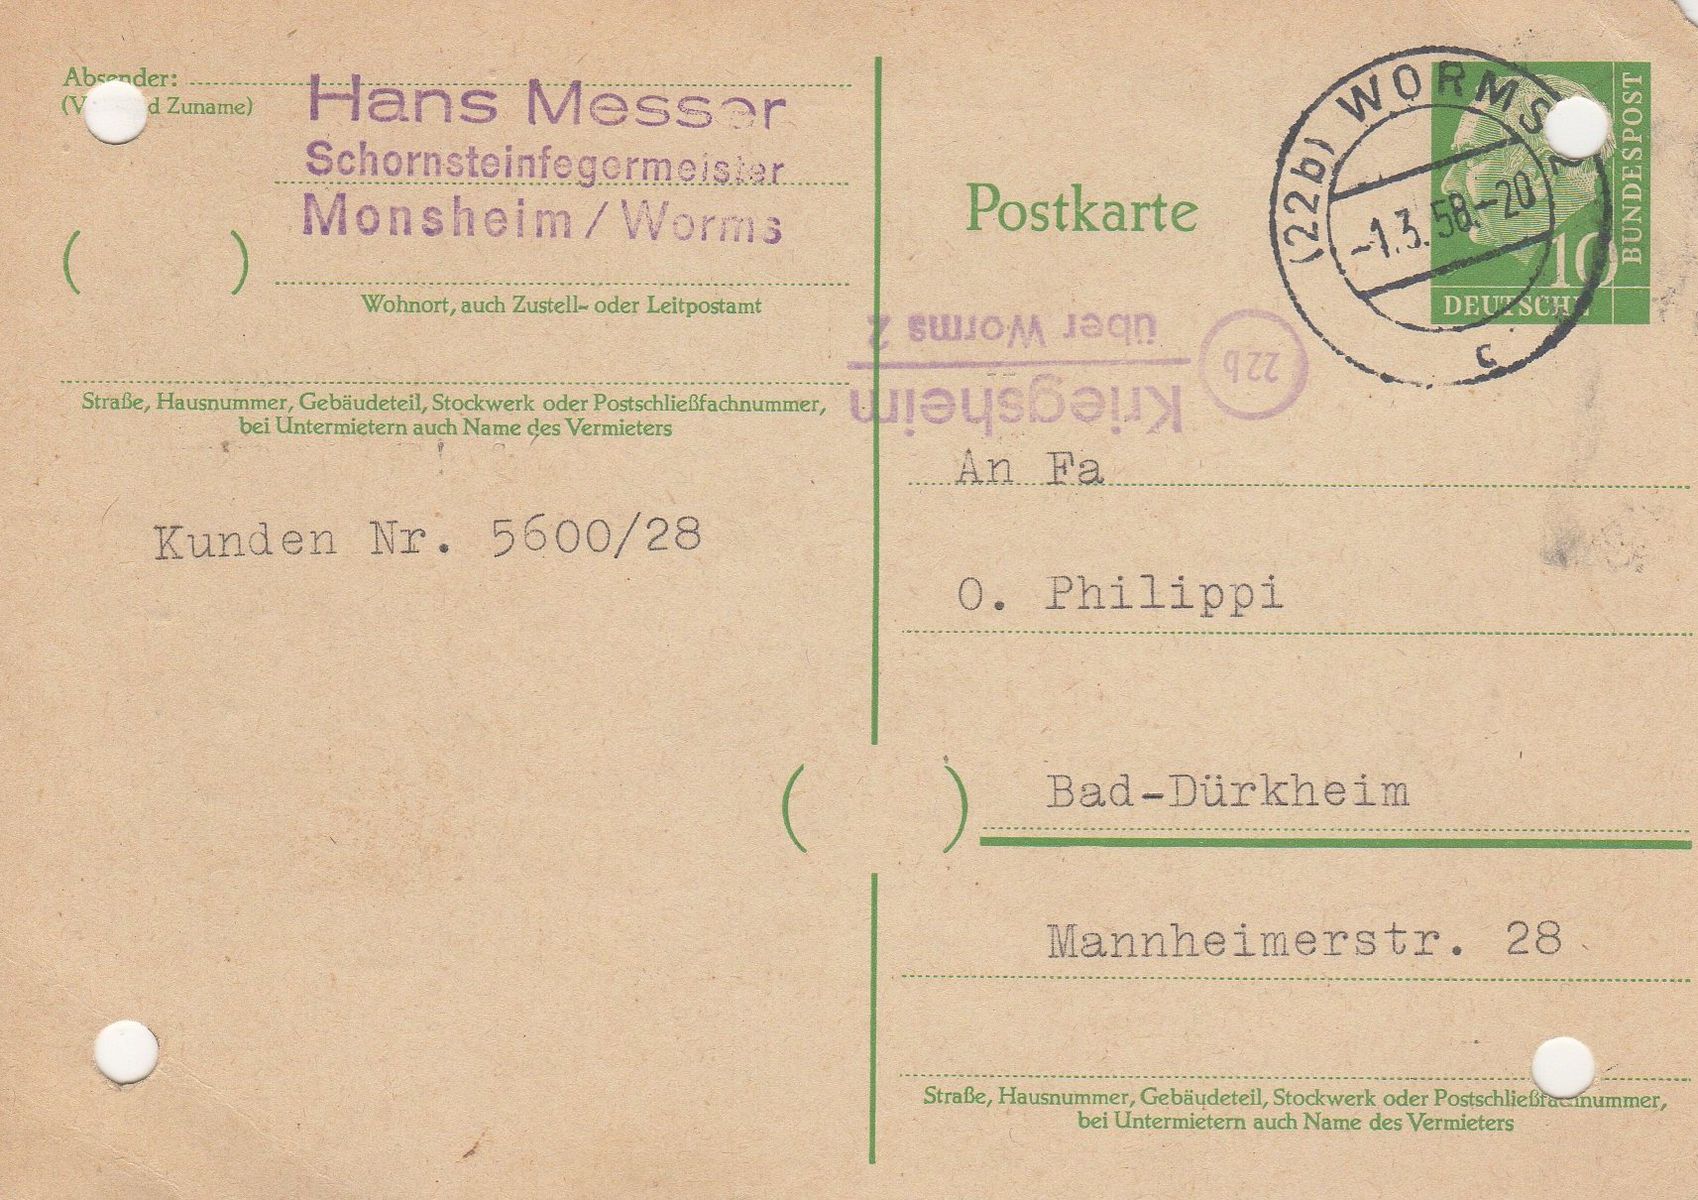 Absender:
Zuname)
Hans Messer
Schornsteinfegermeister
Monsheim / Worms
(    )
Wohnort, auch Zustell- oder Leitpostamt
Straße, Hausnummer, Gebäudeteil, Stockwerk oder Postschließfachnummer,
bei Untermietern auch Name des Vermieters
Kunden Nr. 5600/28
Postkarte
(22b) WORMS 2
-1.3.58.-20
c
10
DEUTSCHE
BUNDESPOST
22b
Kriegsheim
über Worms 2
An Fa
O. Philippi
Bad-Dürkheim
(    )
Mannheimerstr. 28
Straße, Hausnummer, Gebäudeteil, Stockwerk oder Postschließfachnummer,
bei Untermietern auch Name des Vermieters